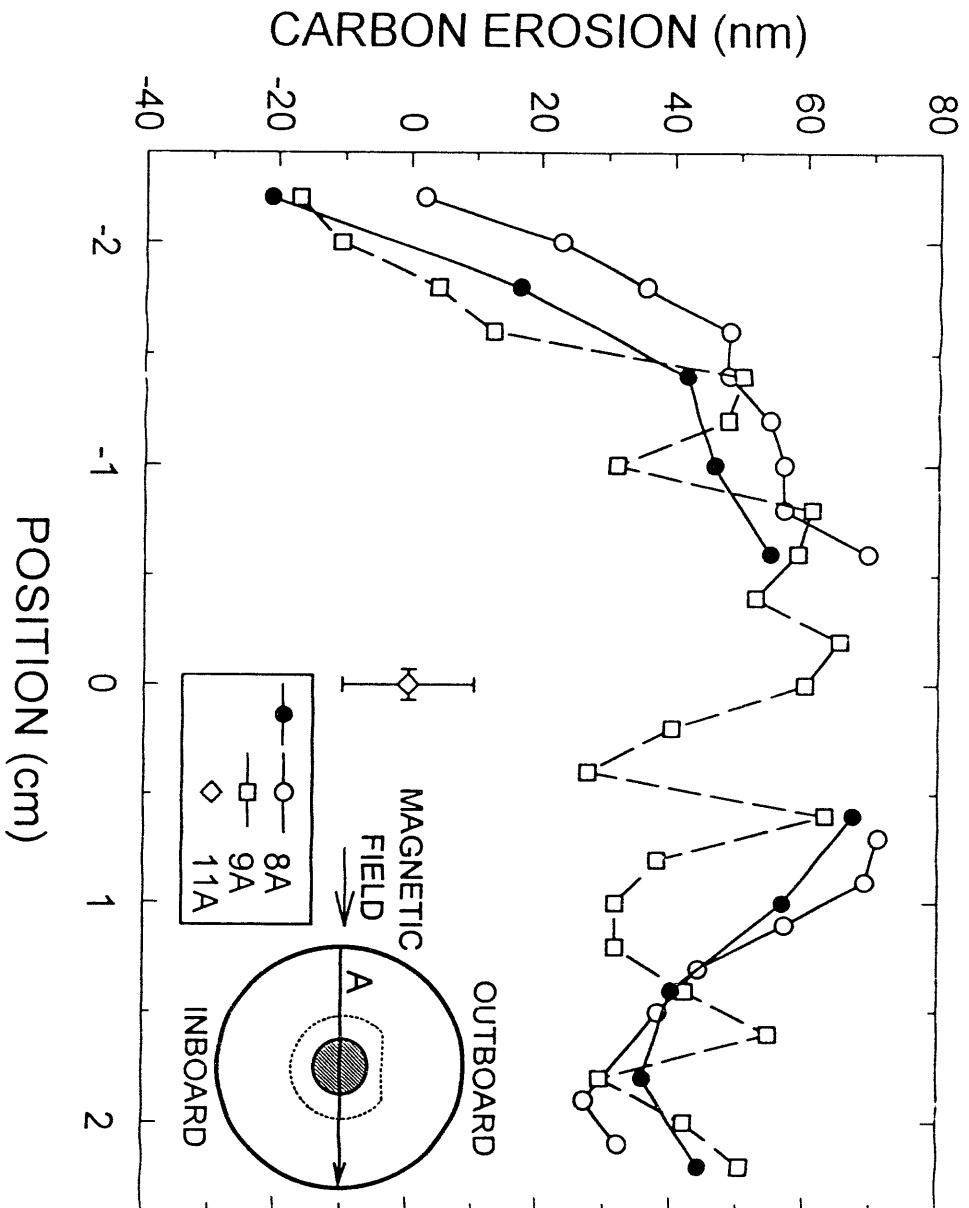 CARBON EROSION (nm)
80
60
40
20
0
-20
-40
-2
-1
0
1
2
POSITION (cm)
8A
9A
11A
MAGNETIC
FIELD
OUTBOARD
A
INBOARD